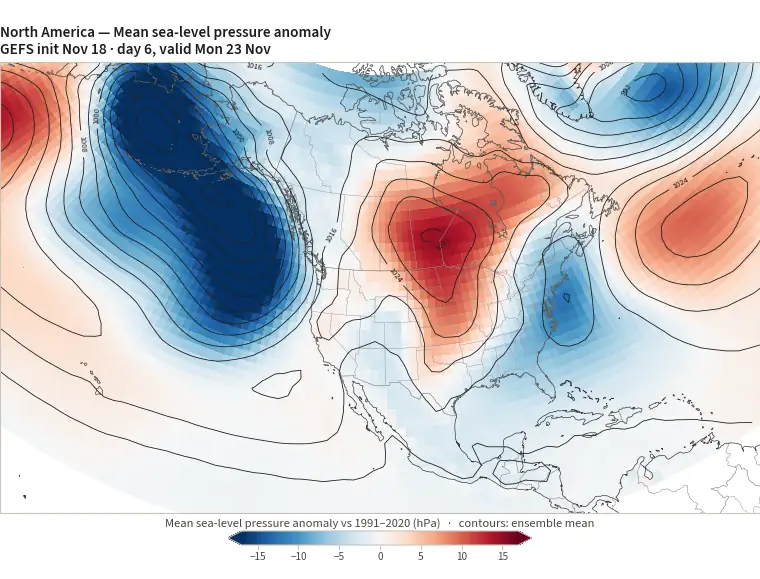 North America — Mean sea-level pressure anomaly
GEFS init Nov 18 · day 6, valid Mon 23 Nov
1016
1000
1008
1008
1016
1024
1024
Mean sea-level pressure anomaly vs 1991–2020 (hPa) · contours: ensemble mean
−15 −10 −5 0 5 10 15